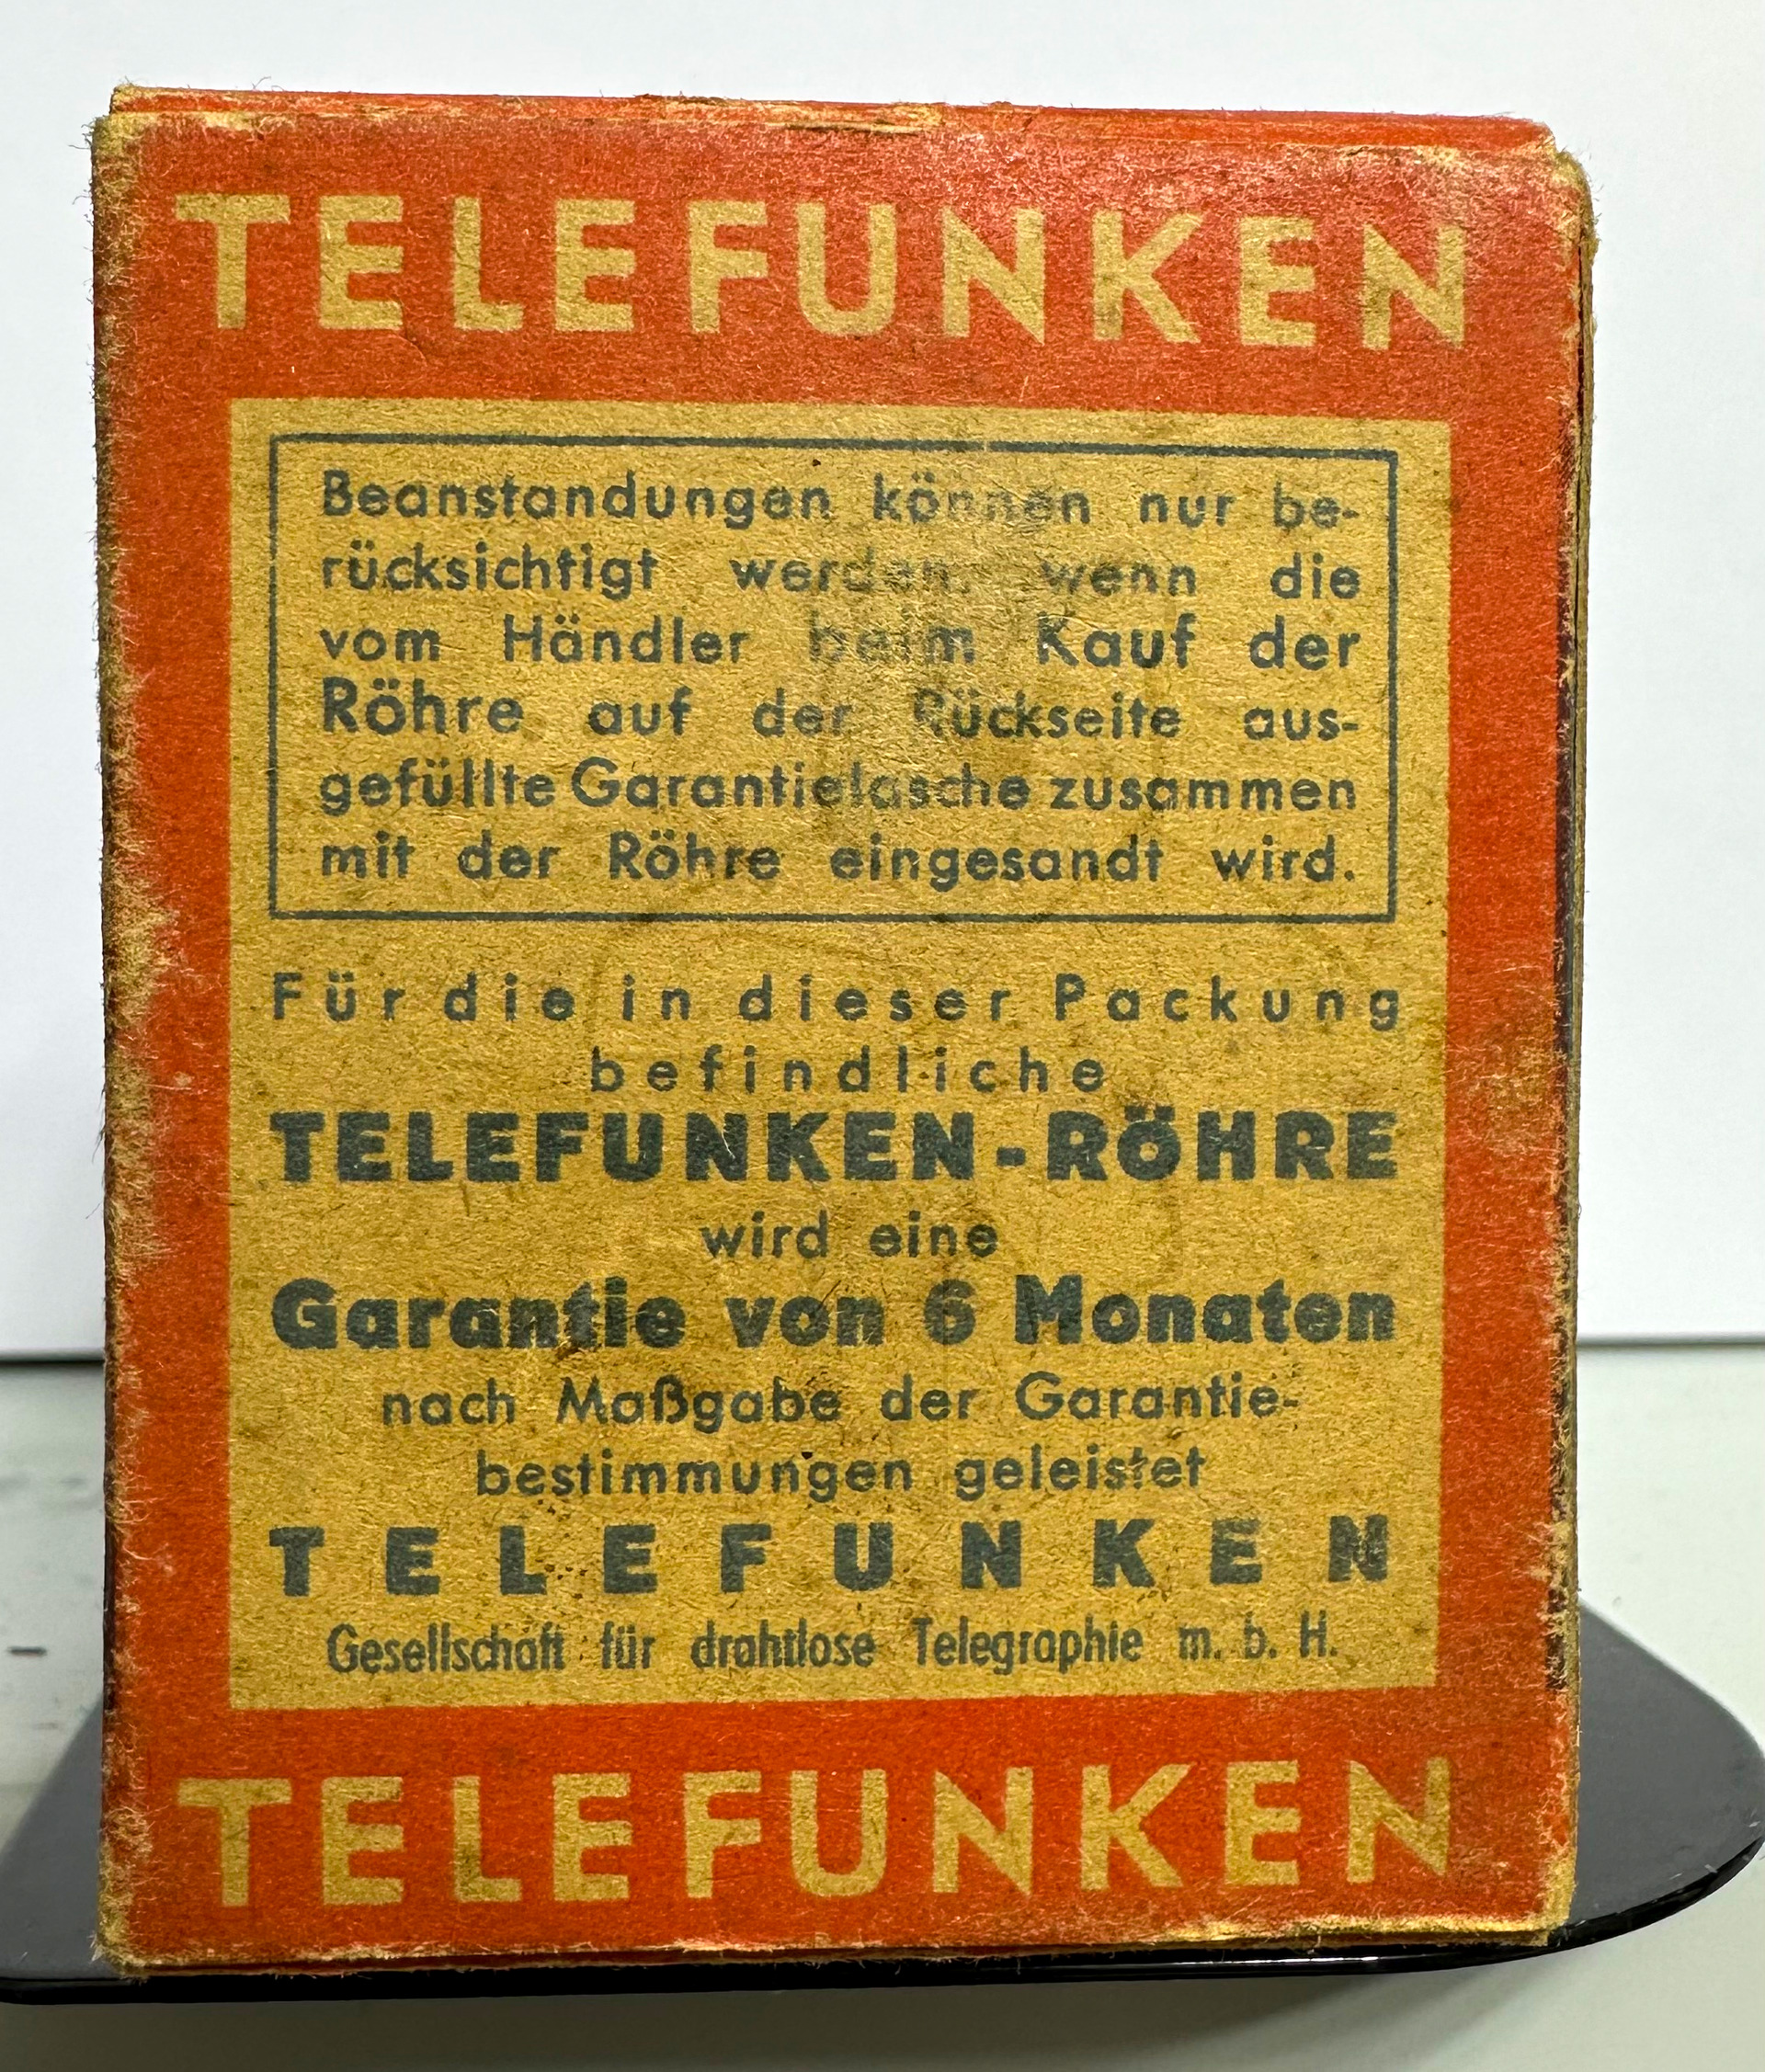 TELEFUNKEN
Beanstandungen können nur be-
rücksichtigt werden, wenn die
vom Händler beim Kauf der
Röhre auf der Rückseite aus-
gefüllte Garantielasche zusammen
mit der Röhre eingesandt wird.
Für die in dieser Packung
befindliche
TELEFUNKEN-RÖHRE
wird eine
Garantie von 6 Monaten
nach Maßgabe der Garantie-
bestimmungen geleistet
TELEFUNKEN
Gesellschaft für drahtlose Telegraphie m. b. H.
TELEFUNKEN